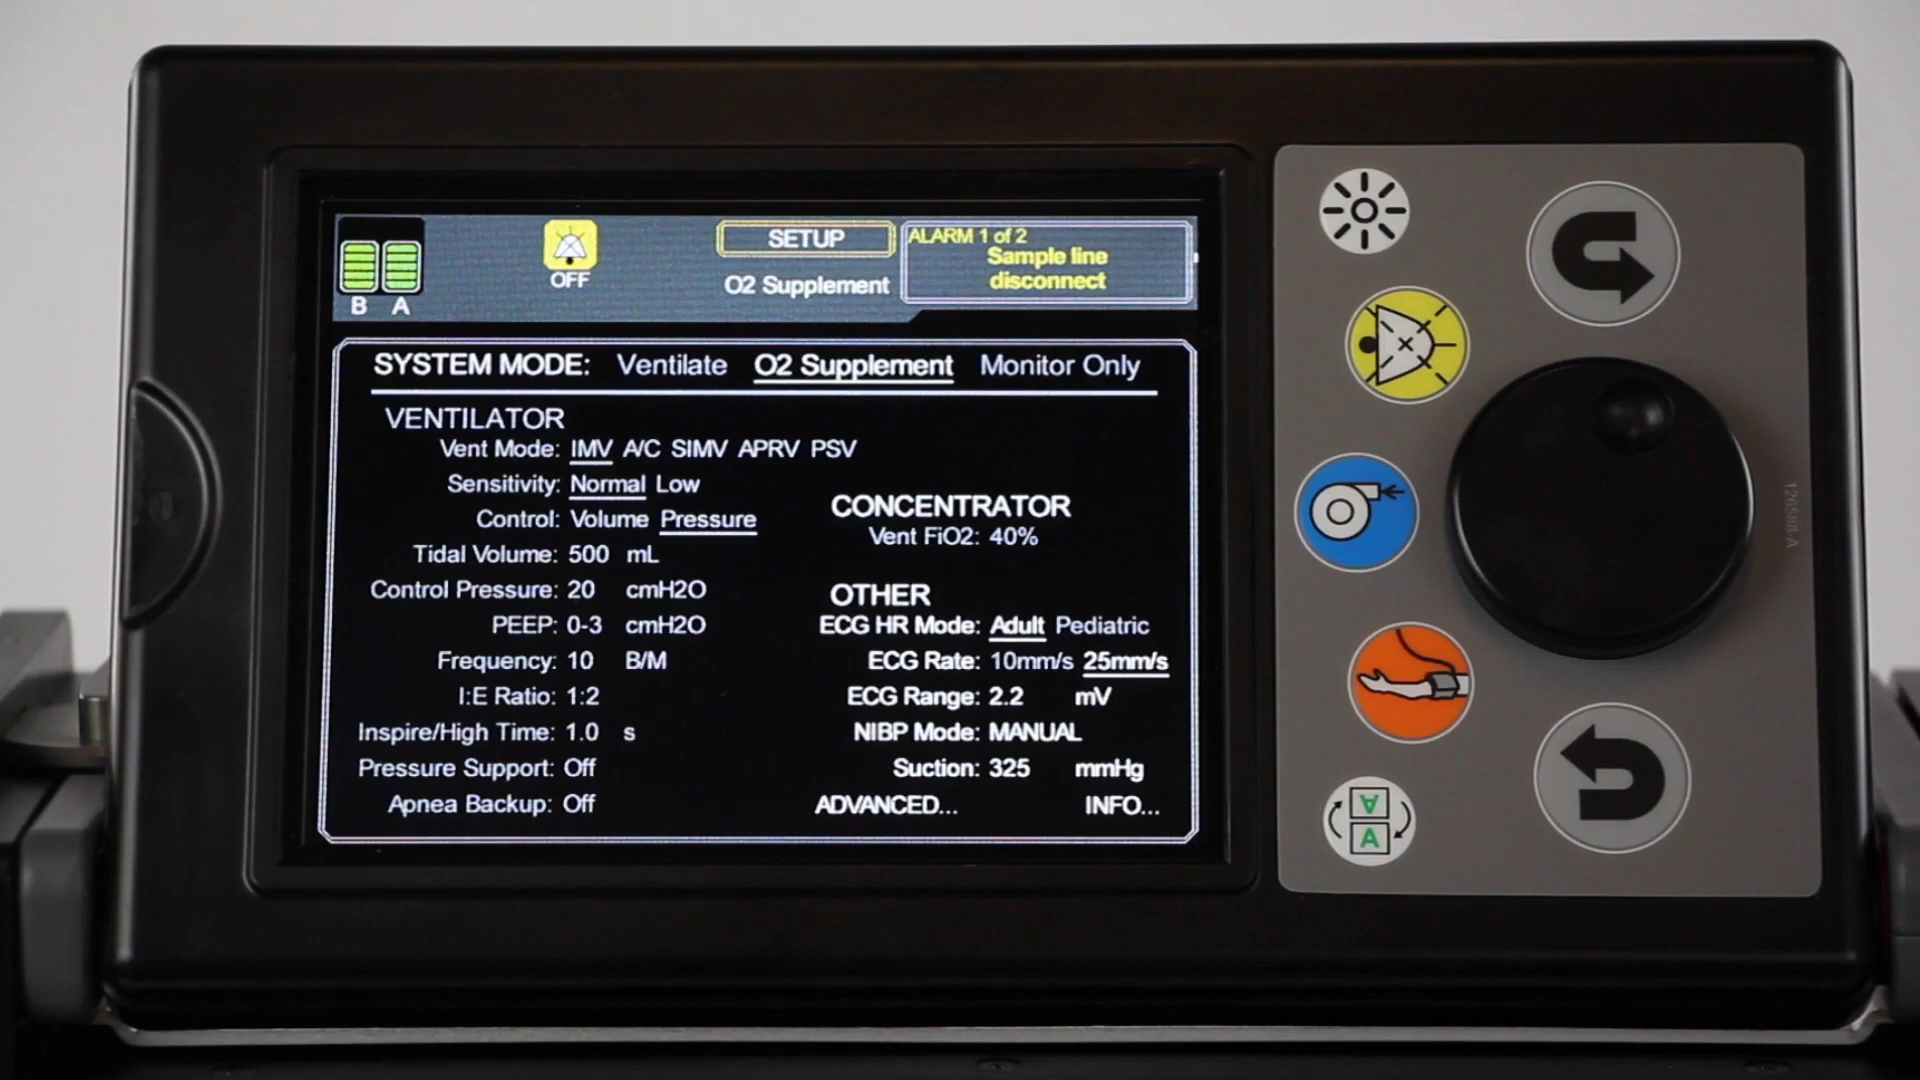 B A
OFF
SETUP
O2 Supplement
ALARM 1 of 2
Sample line
disconnect
SYSTEM MODE: Ventilate O2 Supplement Monitor Only
VENTILATOR
Vent Mode: IMV A/C SIMV APRV PSV
Sensitivity: Normal Low
Control: Volume Pressure
Tidal Volume: 500 mL
Control Pressure: 20 cmH2O
PEEP: 0-3 cmH2O
Frequency: 10 B/M
I:E Ratio: 1:2
Inspire/High Time: 1.0 s
Pressure Support: Off
Apnea Backup: Off
CONCENTRATOR
Vent FiO2: 40%
OTHER
ECG HR Mode: Adult Pediatric
ECG Rate: 10mm/s 25mm/s
ECG Range: 2.2 mV
NIBP Mode: MANUAL
Suction: 325 mmHg
ADVANCED... INFO...
A
A
126588-A